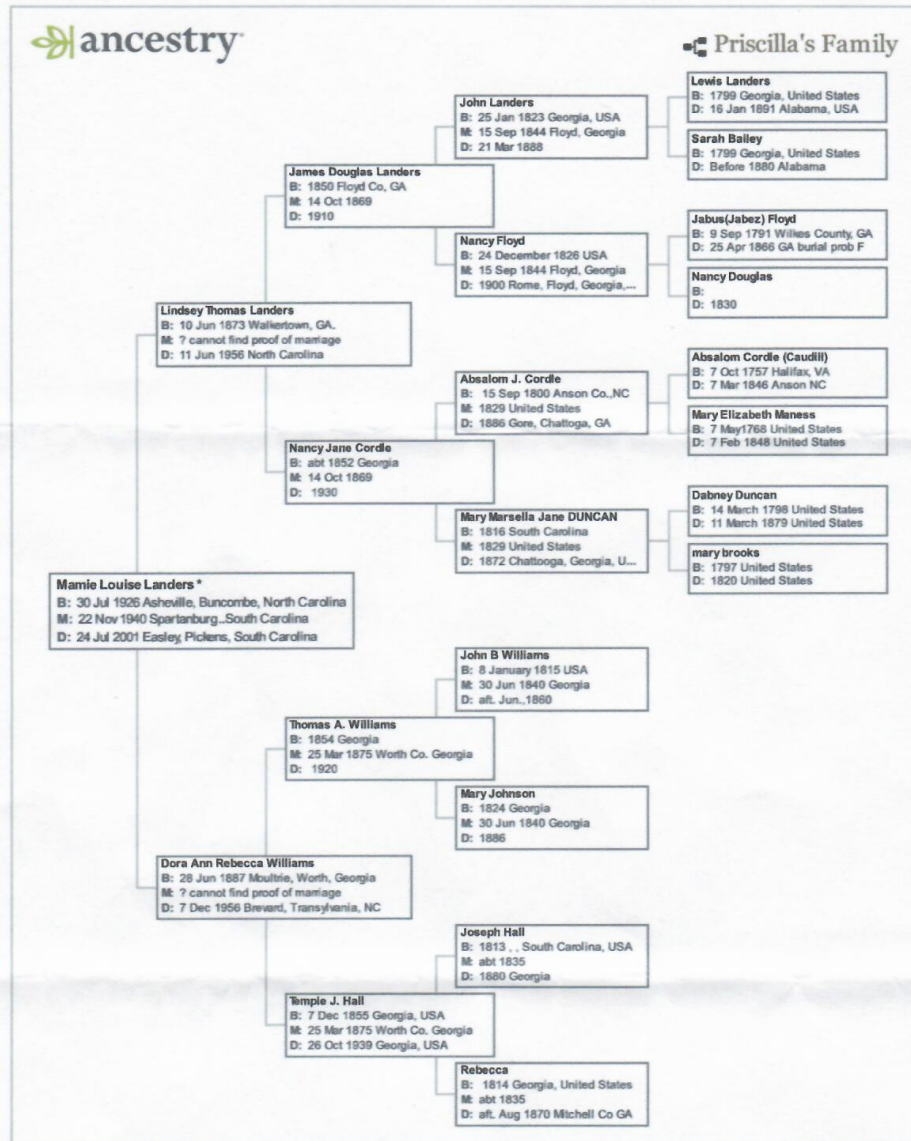 ancestry
Priscilla's Family
Lewis Landers
B: 1799 Georgia, United States
D: 16 Jan 1891 Alabama, USA
John Landers
B: 25 Jan 1823 Georgia, USA
M: 15 Sep 1844 Floyd, Georgia
D: 21 Mar 1888
Sarah Bailey
B: 1799 Georgia, United States
D: Before 1880 Alabama
James Douglas Landers
B: 1850 Floyd Co, GA
M: 14 Oct 1869
D: 1910
Jabus(Jabez) Floyd
B: 9 Sep 1791 Wilkes County, GA
D: 25 Apr 1866 GA burial prob F
Nancy Floyd
B: 24 December 1826 USA
M: 15 Sep 1844 Floyd, Georgia
D: 1900 Rome, Floyd, Georgia,...
Nancy Douglas
B:
D: 1830
Lindsey Thomas Landers
B: 10 Jun 1873 Walkertown, GA.
M: ? cannot find proof of marriage
D: 11 Jun 1956 North Carolina
Absalom Cordle (Caudill)
B: 7 Oct 1757 Halifax, VA
D: 7 Mar 1846 Anson NC
Absalom J. Cordle
B: 15 Sep 1800 Anson Co.,NC
M: 1829 United States
D: 1886 Gore, Chattoga, GA
Mary Elizabeth Maness
B: 7 May1768 United States
D: 7 Feb 1848 United States
Nancy Jane Cordle
B: abt 1852 Georgia
M: 14 Oct 1869
D: 1930
Dabney Duncan
B: 14 March 1798 United States
D: 11 March 1879 United States
Mary Marsella Jane DUNCAN
B: 1816 South Carolina
M: 1829 United States
D: 1872 Chattooga, Georgia, U...
mary brooks
B: 1797 United States
D: 1820 United States
Mamie Louise Landers *
B: 30 Jul 1926 Asheville, Buncombe, North Carolina
M: 22 Nov 1940 Spartanburg..South Carolina
D: 24 Jul 2001 Easley, Pickens, South Carolina
John B Williams
B: 8 January 1815 USA
M: 30 Jun 1840 Georgia
D: aft. Jun.,1860
Thomas A. Williams
B: 1854 Georgia
M: 25 Mar 1875 Worth Co. Georgia
D: 1920
Mary Johnson
B: 1824 Georgia
M: 30 Jun 1840 Georgia
D: 1886
Dora Ann Rebecca Williams
B: 28 Jun 1887 Moultrie, Worth, Georgia
M: ? cannot find proof of marriage
D: 7 Dec 1956 Brevard, Transylvania, NC
Joseph Hall
B: 1813 , , South Carolina, USA
M: abt 1835
D: 1880 Georgia
Tempie J. Hall
B: 7 Dec 1855 Georgia, USA
M: 25 Mar 1875 Worth Co. Georgia
D: 26 Oct 1939 Georgia, USA
Rebecca
B: 1814 Georgia, United States
M: abt 1835
D: aft. Aug 1870 Mitchell Co GA